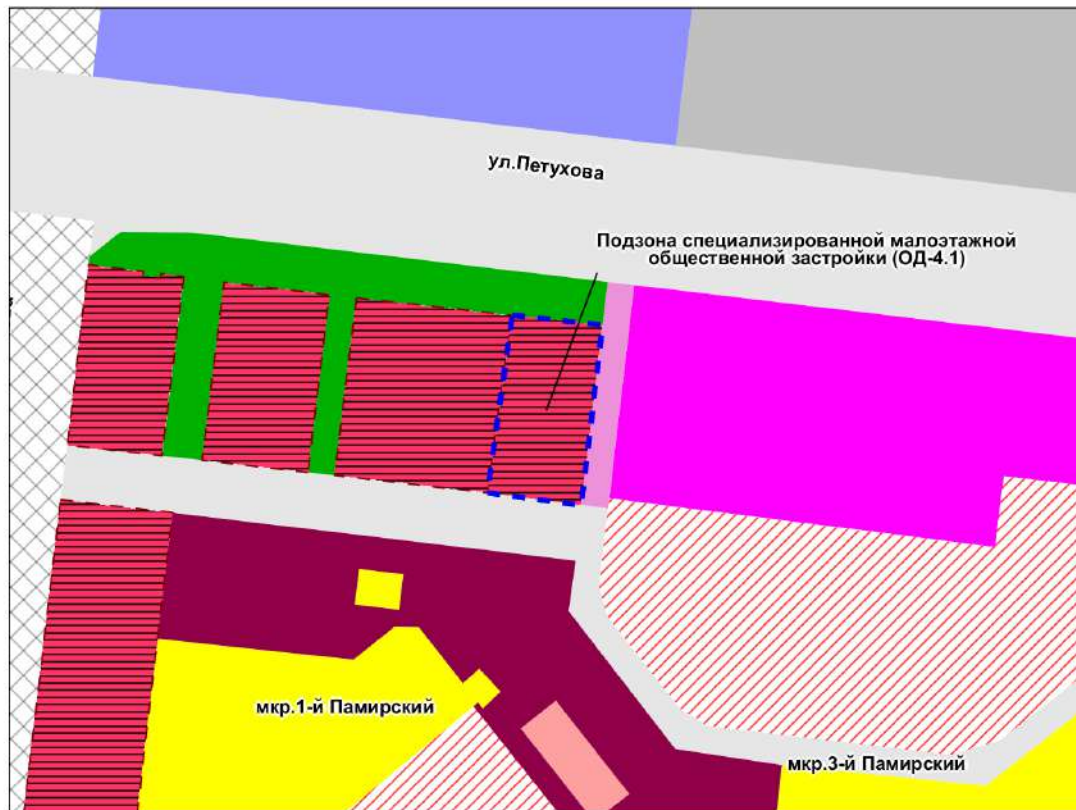 ул.Петухова
Подзона специализированной малоэтажной
общественной застройки (ОД-4.1)
мкр.1-й Памирский
мкр.3-й Памирский